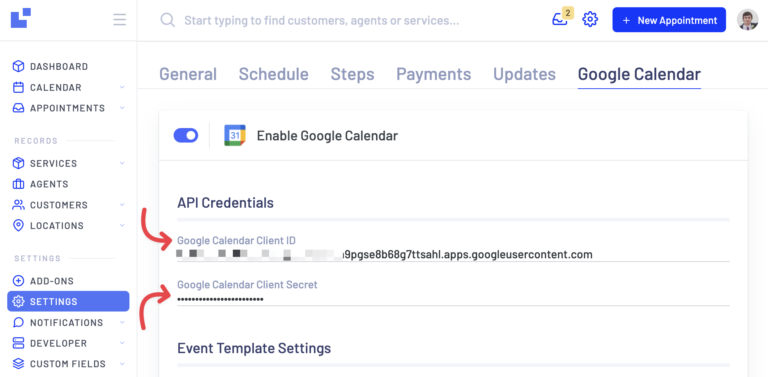 Start typing to find customers, agents or services...
2
+ New Appointment
DASHBOARD
CALENDAR
APPOINTMENTS
RECORDS
SERVICES
AGENTS
CUSTOMERS
LOCATIONS
SETTINGS
ADD-ONS
SETTINGS
NOTIFICATIONS
DEVELOPER
CUSTOM FIELDS
General Schedule Steps Payments Updates Google Calendar
31 Enable Google Calendar
API Credentials
Google Calendar Client ID
9pgse8b68g7ttsahl.apps.googleusercontent.com
Google Calendar Client Secret
Event Template Settings